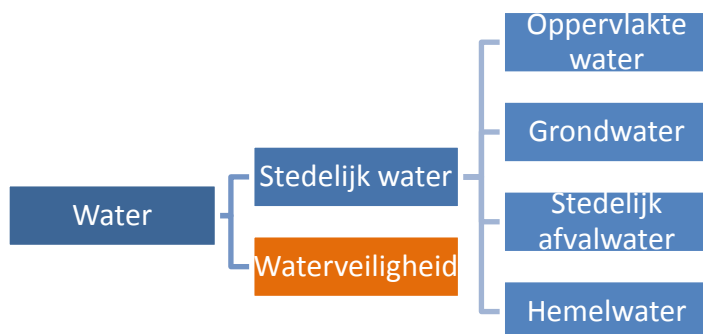 Water
Stedelijk water
Waterveiligheid
Oppervlakte
water
Grondwater
Stedelijk
afvalwater
Hemelwater